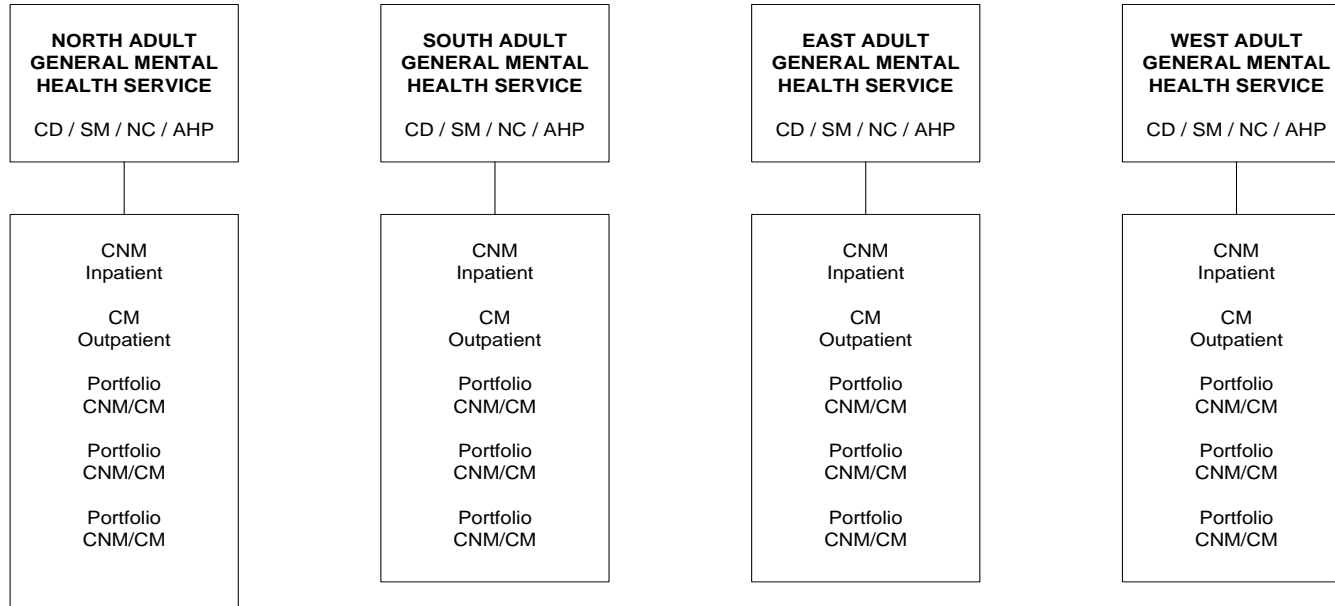 NORTH ADULT
GENERAL MENTAL
HEALTH SERVICE
CD / SM / NC / AHP
CNM
Inpatient
CM
Outpatient
Portfolio
CNM/CM
Portfolio
CNM/CM
Portfolio
CNM/CM
SOUTH ADULT
GENERAL MENTAL
HEALTH SERVICE
CD / SM / NC / AHP
CNM
Inpatient
CM
Outpatient
Portfolio
CNM/CM
Portfolio
CNM/CM
Portfolio
CNM/CM
EAST ADULT
GENERAL MENTAL
HEALTH SERVICE
CD / SM / NC / AHP
CNM
Inpatient
CM
Outpatient
Portfolio
CNM/CM
Portfolio
CNM/CM
Portfolio
CNM/CM
WEST ADULT
GENERAL MENTAL
HEALTH SERVICE
CD / SM / NC / AHP
CNM
Inpatient
CM
Outpatient
Portfolio
CNM/CM
Portfolio
CNM/CM
Portfolio
CNM/CM